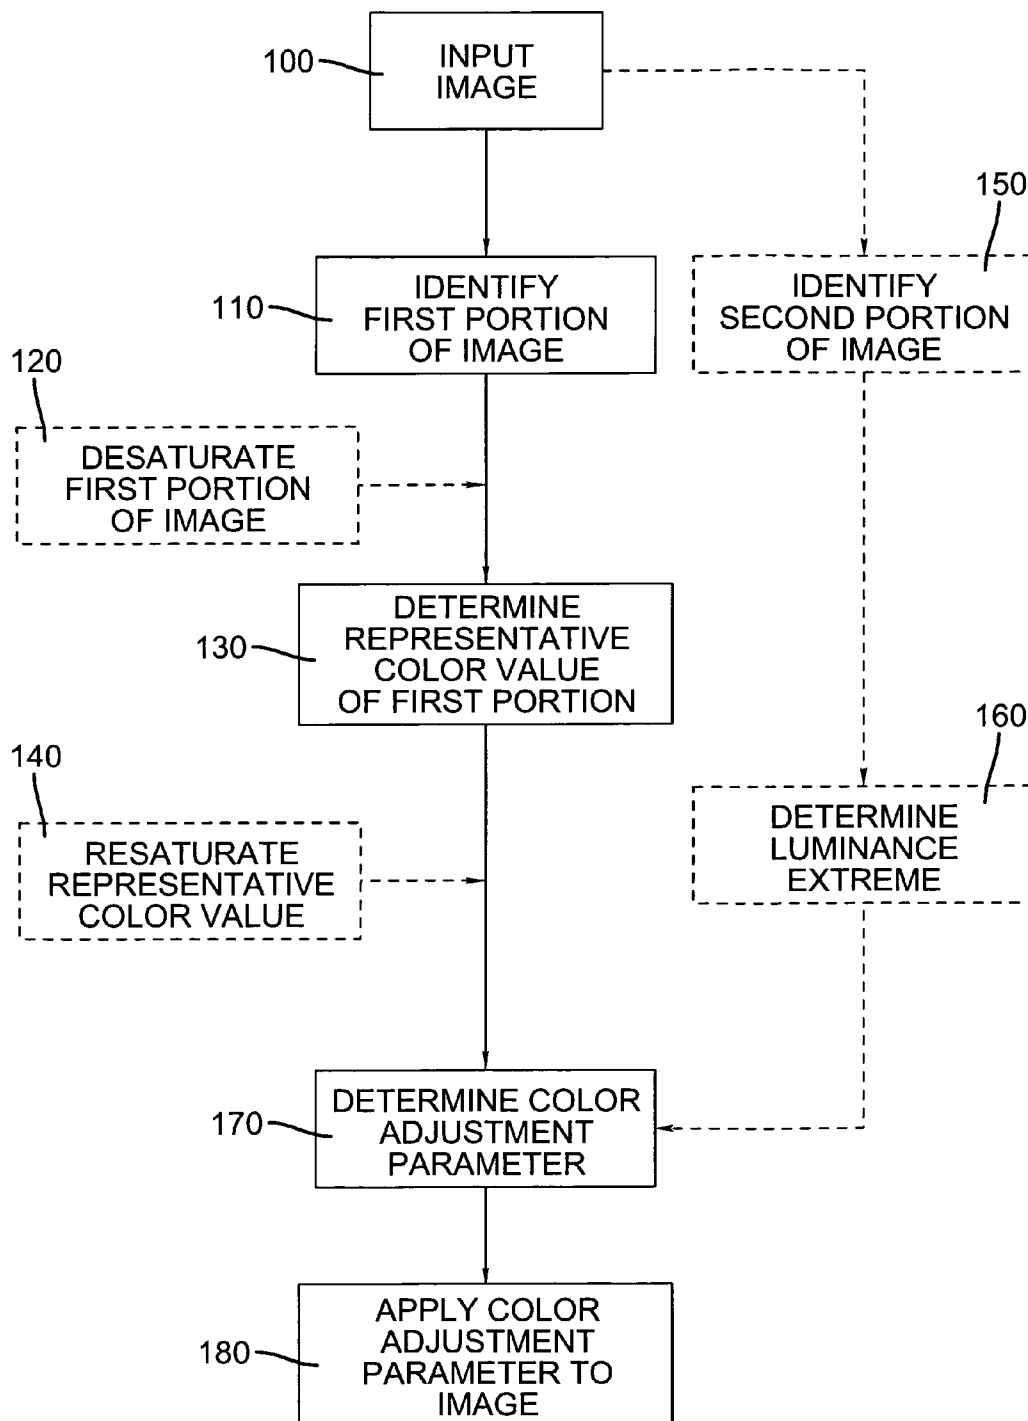 100
INPUT
IMAGE
150
110
IDENTIFY
FIRST PORTION
OF IMAGE
IDENTIFY
SECOND PORTION
OF IMAGE
120
DESATURATE
FIRST PORTION
OF IMAGE
130
DETERMINE
REPRESENTATIVE
COLOR VALUE
OF FIRST PORTION
140
RESATURATE
REPRESENTATIVE
COLOR VALUE
160
DETERMINE
LUMINANCE
EXTREME
170
DETERMINE COLOR
ADJUSTMENT
PARAMETER
180
APPLY COLOR
ADJUSTMENT
PARAMETER TO
IMAGE